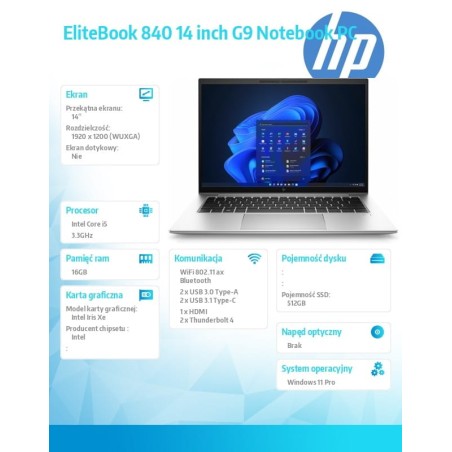 EliteBook 840 14 inch G9 Notebook PC
hp
Ekran
Przekątna ekranu:
14"
Rozdzielczość:
1920 x 1200 (WUXGA)
Ekran dotykowy:
Nie
Procesor
Intel Core i5
3.3GHz
Pamięć ram
16GB
Karta graficzna
Model karty graficznej:
Intel Iris Xe
Producent chipsetu :
Intel
:
Komunikacja
WiFi 802.11 ax
Bluetooth
2 x USB 3.0 Type-A
2 x USB 3.1 Type-C
1 x HDMI
2 x Thunderbolt 4
Pojemność dysku
:
:
Pojemność SSD:
512GB
Napęd optyczny
Brak
System operacyjny
Windows 11 Pro